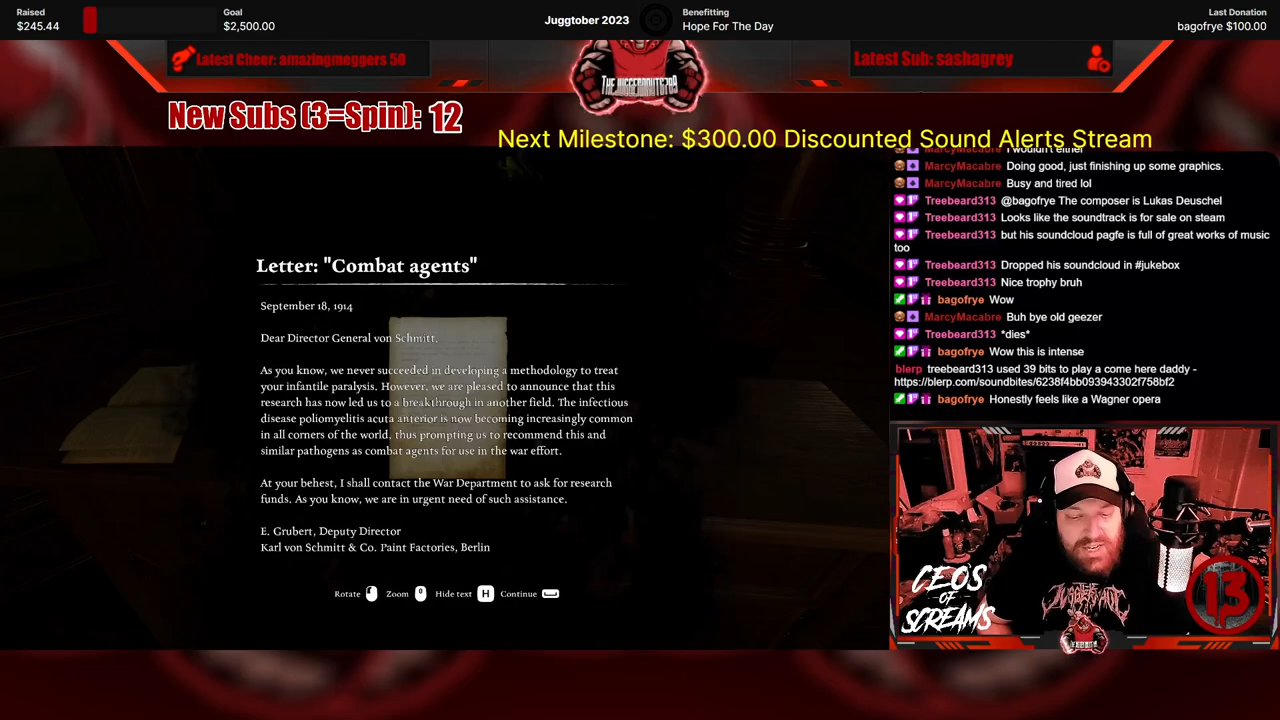 Raised
$245.44
Goal
$2,500.00
Juggtober 2023
Benefitting
Hope For The Day
Last Donation
bagofrye $100.00
Latest Cheer: amazingmeggers 50
THEJUGGERNAUT5789
Latest Sub: sashagrey
New Subs (3=Spin): 12
Next Milestone: $300.00 Discounted Sound Alerts Stream
Letter: "Combat agents"
September 18, 1914
Dear Director General von Schmitt,
As you know, we never succeeded in developing a methodology to treat
your infantile paralysis. However, we are pleased to announce that this
research has now led us to a breakthrough in another field. The infectious
disease poliomyelitis acuta anterior is now becoming increasingly common
in all corners of the world, thus prompting us to recommend this and
similar pathogens as combat agents for use in the war effort.
At your behest, I shall contact the War Department to ask for research
funds. As you know, we are in urgent need of such assistance.
E. Grubert, Deputy Director
Karl von Schmitt & Co. Paint Factories, Berlin
Rotate Zoom Hide text H Continue
MarcyMacabre I wouldn't either
MarcyMacabre Doing good, just finishing up some graphics.
MarcyMacabre Busy and tired lol
Treebeard313 @bagofrye The composer is Lukas Deuschel
Treebeard313 Looks like the soundtrack is for sale on steam
Treebeard313 but his soundcloud pagfe is full of great works of music
too
Treebeard313 Dropped his soundcloud in #jukebox
Treebeard313 Nice trophy bruh
bagofrye Wow
MarcyMacabre Buh bye old geezer
Treebeard313 *dies*
bagofrye Wow this is intense
blerp treebeard313 used 39 bits to play a come here daddy -
https://blerp.com/soundbites/6238f4bb093943302f758bf2
bagofrye Honestly feels like a Wagner opera
CEOS
OF
SCREAMS
13